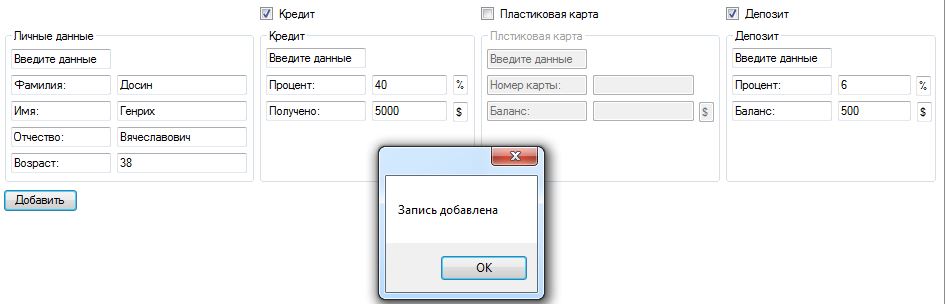 Кредит Пластиковая карта Депозит
Личные данные Кредит Плстиковая карта Депозит
Введите данные Введите данные Введите данные Введите данные
Фамилия: Досин Процент: 40 % Номер карты: Процент: 6 %
Имя: Генрих Получено: 5000 $ Баланс: $ Баланс: 500 $
Отчество: Вячеславович
Возраст: 38
Добавить
Запись добавлена
OK